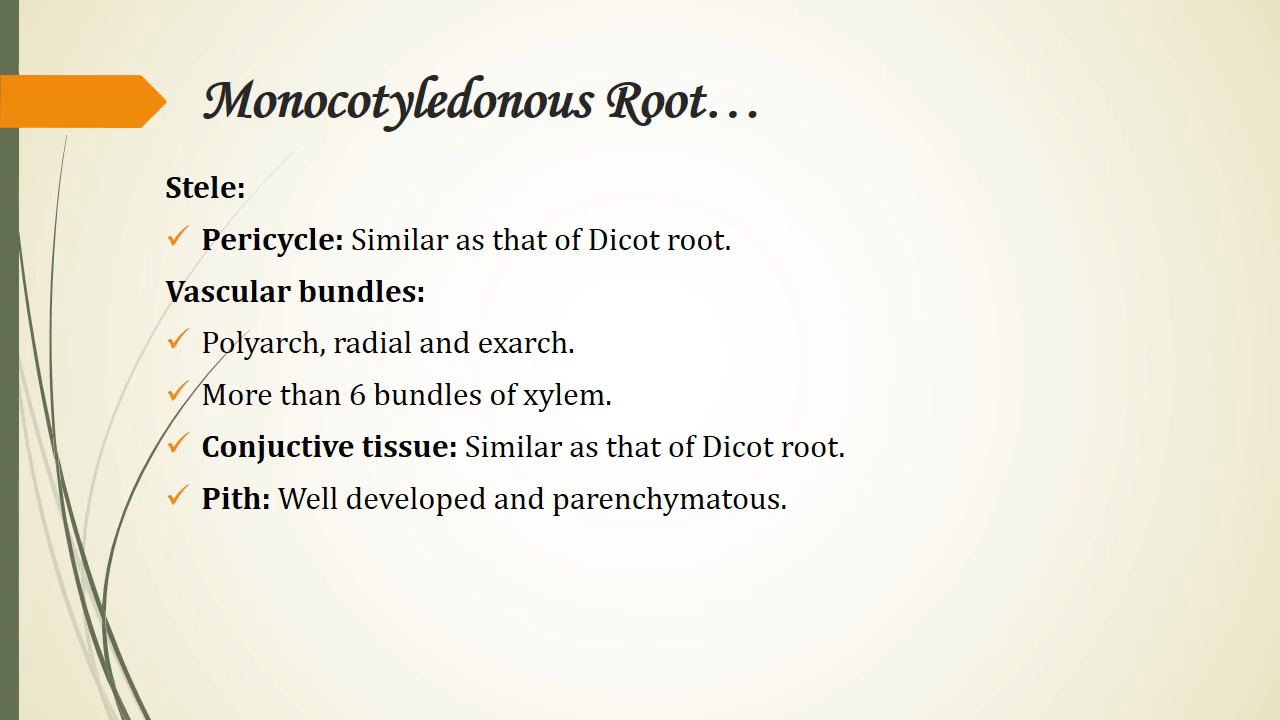 Monocotyledonous Root…
Stele:
✓ Pericycle: Similar as that of Dicot root.
Vascular bundles:
✓ Polyarch, radial and exarch.
✓ More than 6 bundles of xylem.
✓ Conjuctive tissue: Similar as that of Dicot root.
✓ Pith: Well developed and parenchymatous.